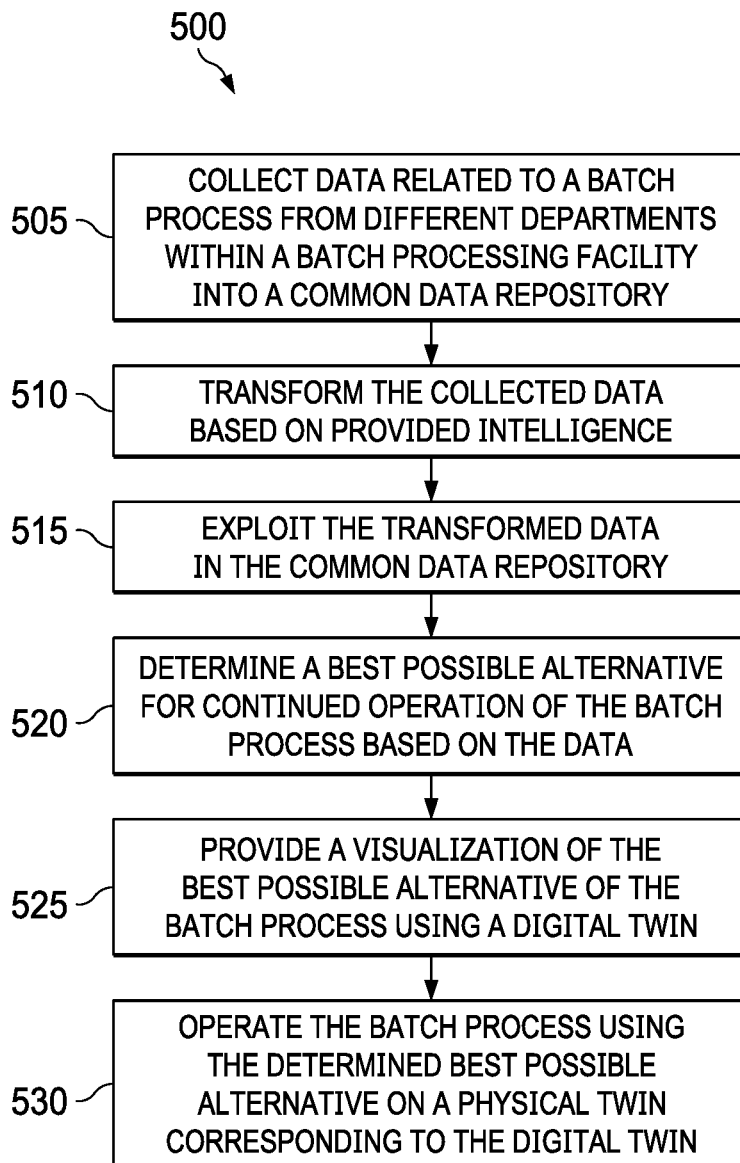 500
505
COLLECT DATA RELATED TO A BATCH
PROCESS FROM DIFFERENT DEPARTMENTS
WITHIN A BATCH PROCESSING FACILITY
INTO A COMMON DATA REPOSITORY
510
TRANSFORM THE COLLECTED DATA
BASED ON PROVIDED INTELLIGENCE
515
EXPLOIT THE TRANSFORMED DATA
IN THE COMMON DATA REPOSITORY
520
DETERMINE A BEST POSSIBLE ALTERNATIVE
FOR CONTINUED OPERATION OF THE BATCH
PROCESS BASED ON THE DATA
525
PROVIDE A VISUALIZATION OF THE
BEST POSSIBLE ALTERNATIVE OF THE
BATCH PROCESS USING A DIGITAL TWIN
530
OPERATE THE BATCH PROCESS USING
THE DETERMINED BEST POSSIBLE
ALTERNATIVE ON A PHYSICAL TWIN
CORRESPONDING TO THE DIGITAL TWIN